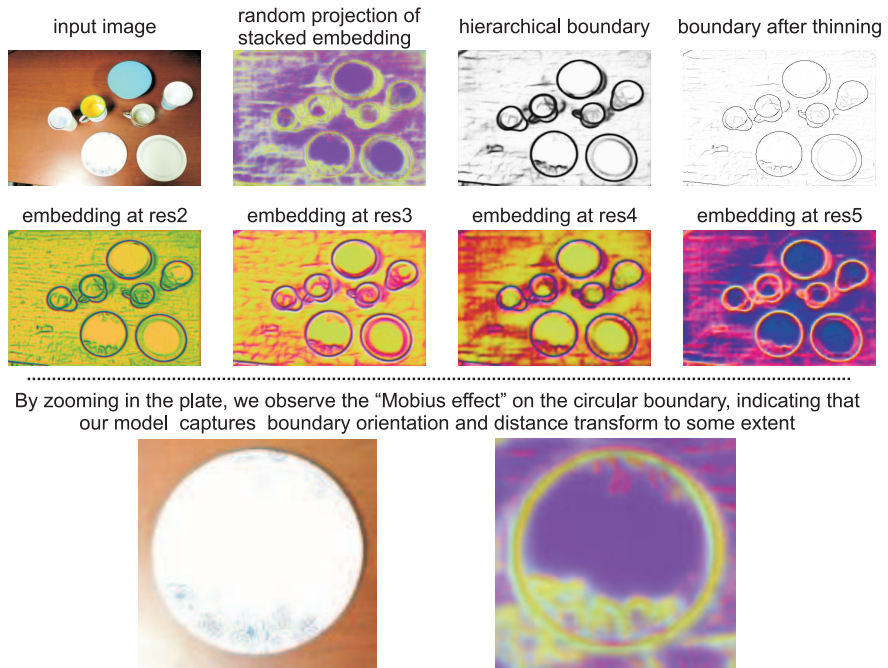 input image
random projection of
stacked embedding
hierarchical boundary
boundary after thinning
embedding at res2
embedding at res3
embedding at res4
embedding at res5
By zooming in the plate, we observe the “Mobius effect” on the circular boundary, indicating that
our model captures boundary orientation and distance transform to some extent